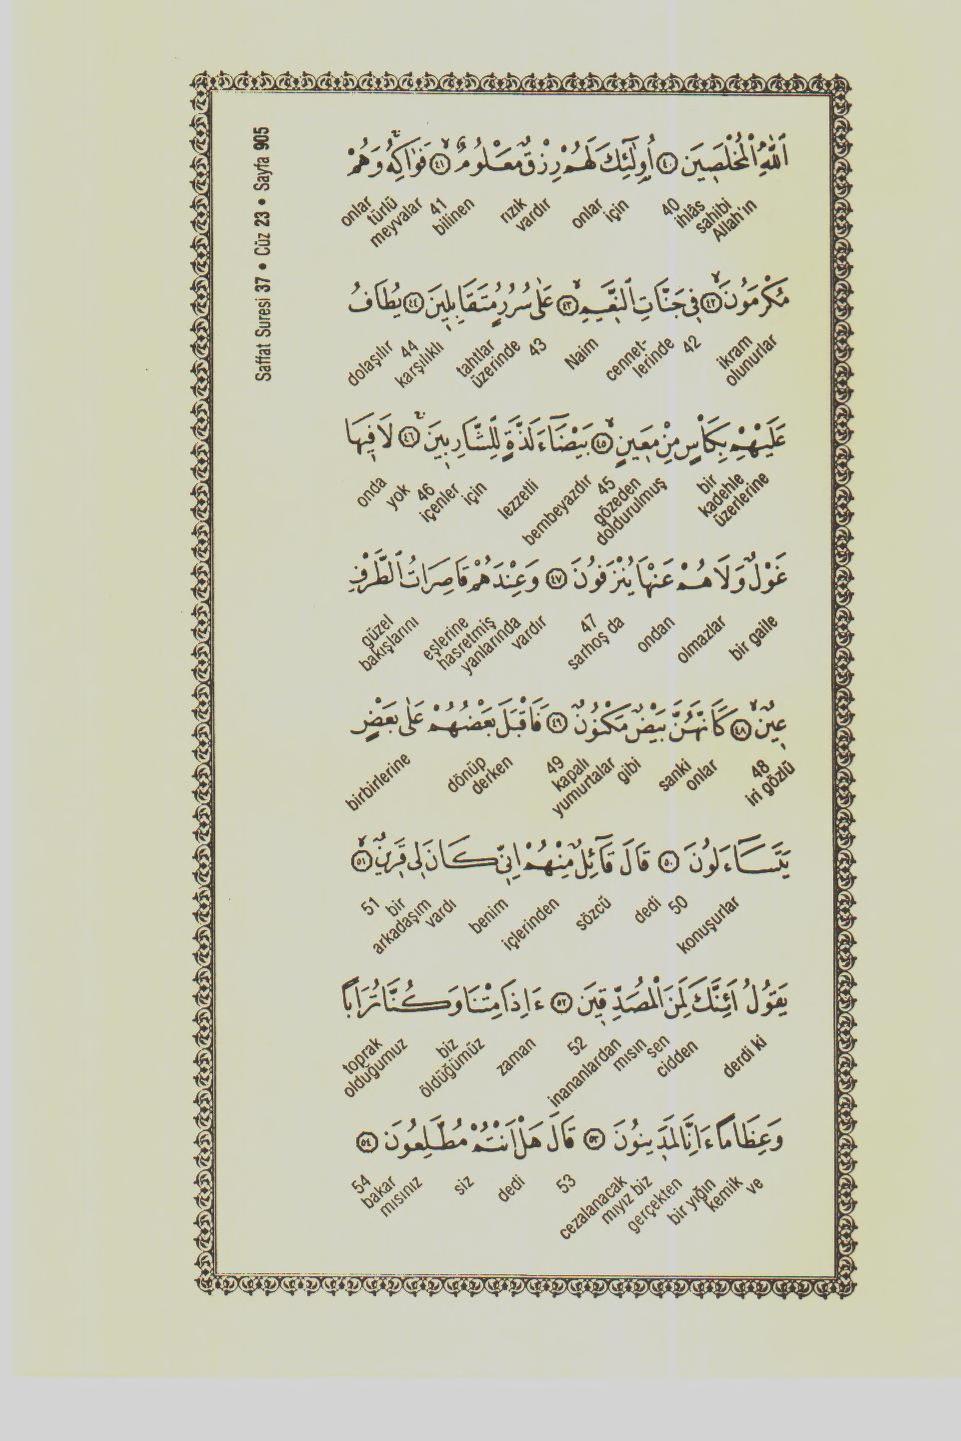 Saffat Suresi 37 • Cüz 23 • Sayfa 905
اَللّٰهِ الْمُخْلَصِينَ ﴿٤٠﴾ اُولٰٓئِكَ لَهُمْ رِزْقٌ مَعْلُومٌ ﴿٤١﴾ فَوَاكِهُ وَهُمْ
40 ihlâs sahibi Allah'ın onlar için rızık vardır 41 bilinen onlar türlü meyvalar
مُكْرَمُونَ ﴿٤٢﴾ فِي جَنَّاتِ النَّعِيمِ ﴿٤٣﴾ عَلٰى سُرُرٍ مُتَقَابِلِينَ ﴿٤٤﴾ يُطَافُ
ikram olunurlar 42 cennet- lerinde Naim 43 tahtlar üzerinde 44 karşılıklı dolaşılır
عَلَيْهِمْ بِكَأْسٍ مِنْ مَعِينٍ ﴿٤٥﴾ بَيْضَٓاءَ لَذَّةٍ لِلشَّارِبِينَ ﴿٤٦﴾ لَا فِيهَا
bir kadehle üzerlerine 45 gözeden doldurulmuş bembeyazdır lezzetli için 46 içenler yok onda
غَوْلٌ وَلَا هُمْ عَنْهَا يُنْزَفُونَ ﴿٤٧﴾ وَعِنْدَهُمْ قَاصِرَاتُ الطَّرْفِ
bir gaile olmazlar ondan 47 sarhoş da eşlerine hasretmiş yanlarında vardır güzel bakışlarını
عِينٌ ﴿٤٨﴾ كَاَنَّهُنَّ بَيْضٌ مَكْنُونٌ ﴿٤٩﴾ فَاَقْبَلَ بَعْضُهُمْ عَلٰى بَعْضٍ
48 iri gözlü sanki onlar gibi 49 kapalı yumurtalar dönüp derken birbirlerine
يَتَسَٓاءَلُونَ ﴿٥٠﴾ قَالَ قَٓائِلٌ مِنْهُمْ اِنِّي كَانَ لِي قَرِينٌ ﴿٥١﴾
konuşurlar 50 dedi sözcü içlerinden benim 51 bir arkadaşım vardı
يَقُولُ اَئِنَّكَ لَمِنَ الْمُصَدِّقِينَ ﴿٥٢﴾ ءَاِذَا مِتْنَا وَكُنَّا تُرَابًا
derdi ki sen cidden 52 inananlardan mısın zaman biz öldüğümüz toprak olduğumuz
وَعِظَامًا ءَاِنَّا لَمَدِينُونَ ﴿٥٣﴾ قَالَ هَلْ اَنْتُمْ مُطَّلِعُونَ ﴿٥٤﴾
ve kemik bir yığın gerçekten cezalanacak mıyız biz 53 dedi siz 54 bakar mısınız